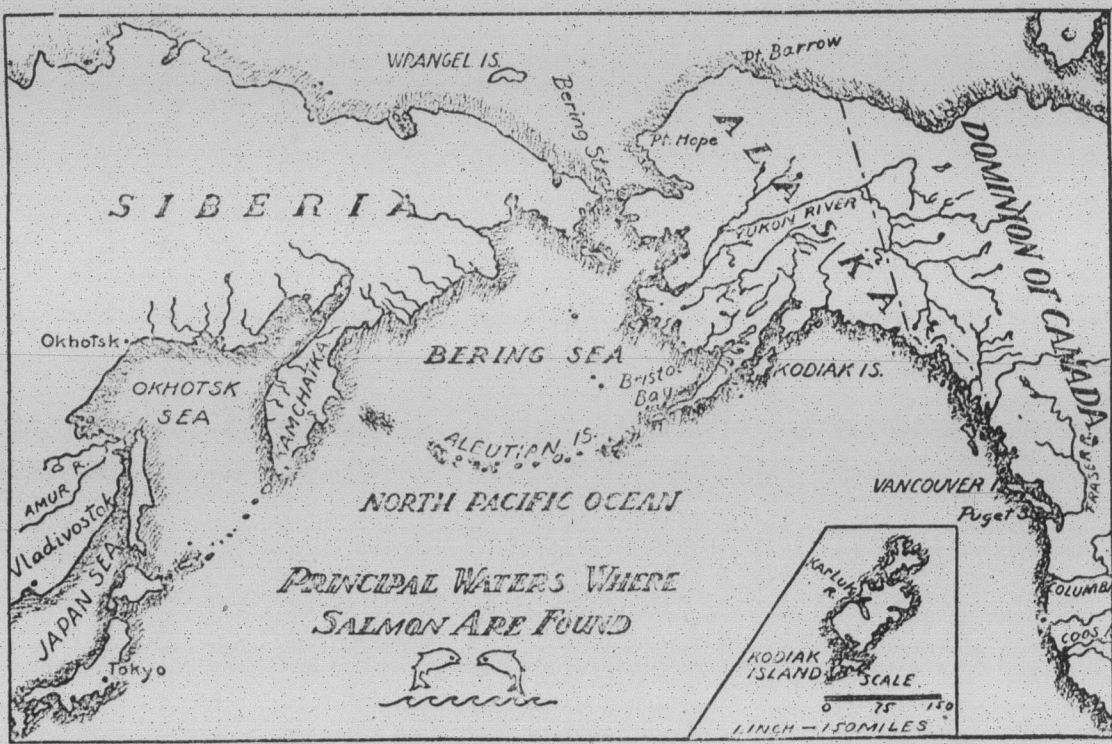 WRANGEL IS.
Bering St.
Pt. Barrow
Pt. Hope
ALASKA
DOMINION OF CANADA
SIBERIA
YUKON RIVER
Okhotsk
OKHOTSK
SEA
KAMCHATKA
BERING SEA
Bristol
Bay
KODIAK IS.
ALEUTIAN IS.
AMUR R.
Vladivostok
JAPAN SEA
Tokyo
NORTH PACIFIC OCEAN
VANCOUVER I.
Puget S
FRASER R.
COLUMB
COOS
PRINCIPAL WATERS WHERE
SALMON ARE FOUND
KARLUK
R.
KODIAK
ISLAND
SCALE
0 75 150
1 INCH — 150 MILES